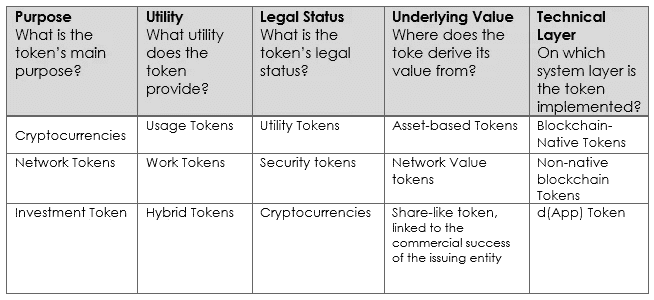 Purpose
What is the
token's main
purpose?
Utility
What utility
does the
token
provide?
Legal Status
What is the
token's legal
status?
Underlying Value
Where does the
toke derive its
value from?
Technical
Layer
On which
system layer is
the token
implemented?
Cryptocurrencies
Usage Tokens
Utility Tokens
Asset-based Tokens
Blockchain-
Native Tokens
Network Tokens
Work Tokens
Security tokens
Network Value
tokens
Non-native
blockchain
Tokens
Investment Token
Hybrid Tokens
Cryptocurrencies
Share-like token,
linked to the
commercial success
of the issuing entity
d(App) Token